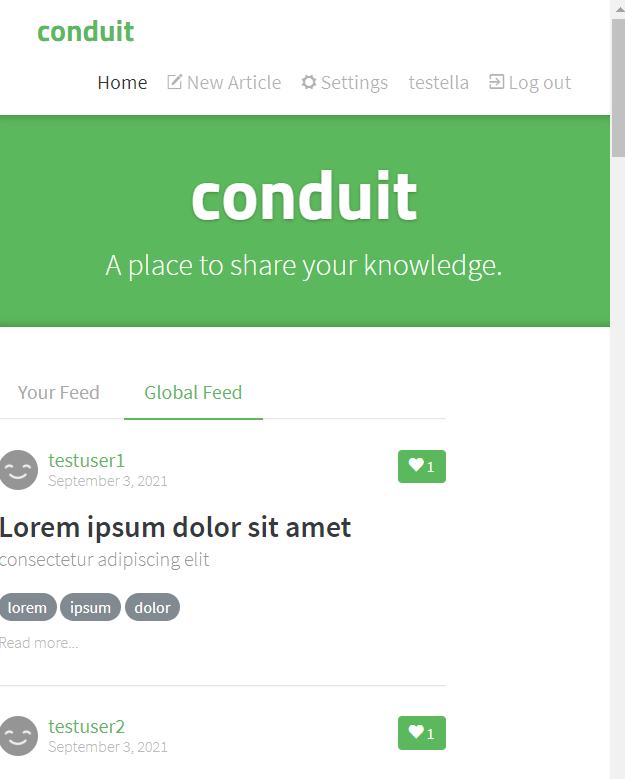 conduit
Home New Article Settings testella Log out
conduit
A place to share your knowledge.
Your Feed Global Feed
testuser1 1
September 3, 2021
Lorem ipsum dolor sit amet
consectetur adipiscing elit
lorem ipsum dolor
Read more...
testuser2 1
September 3, 2021